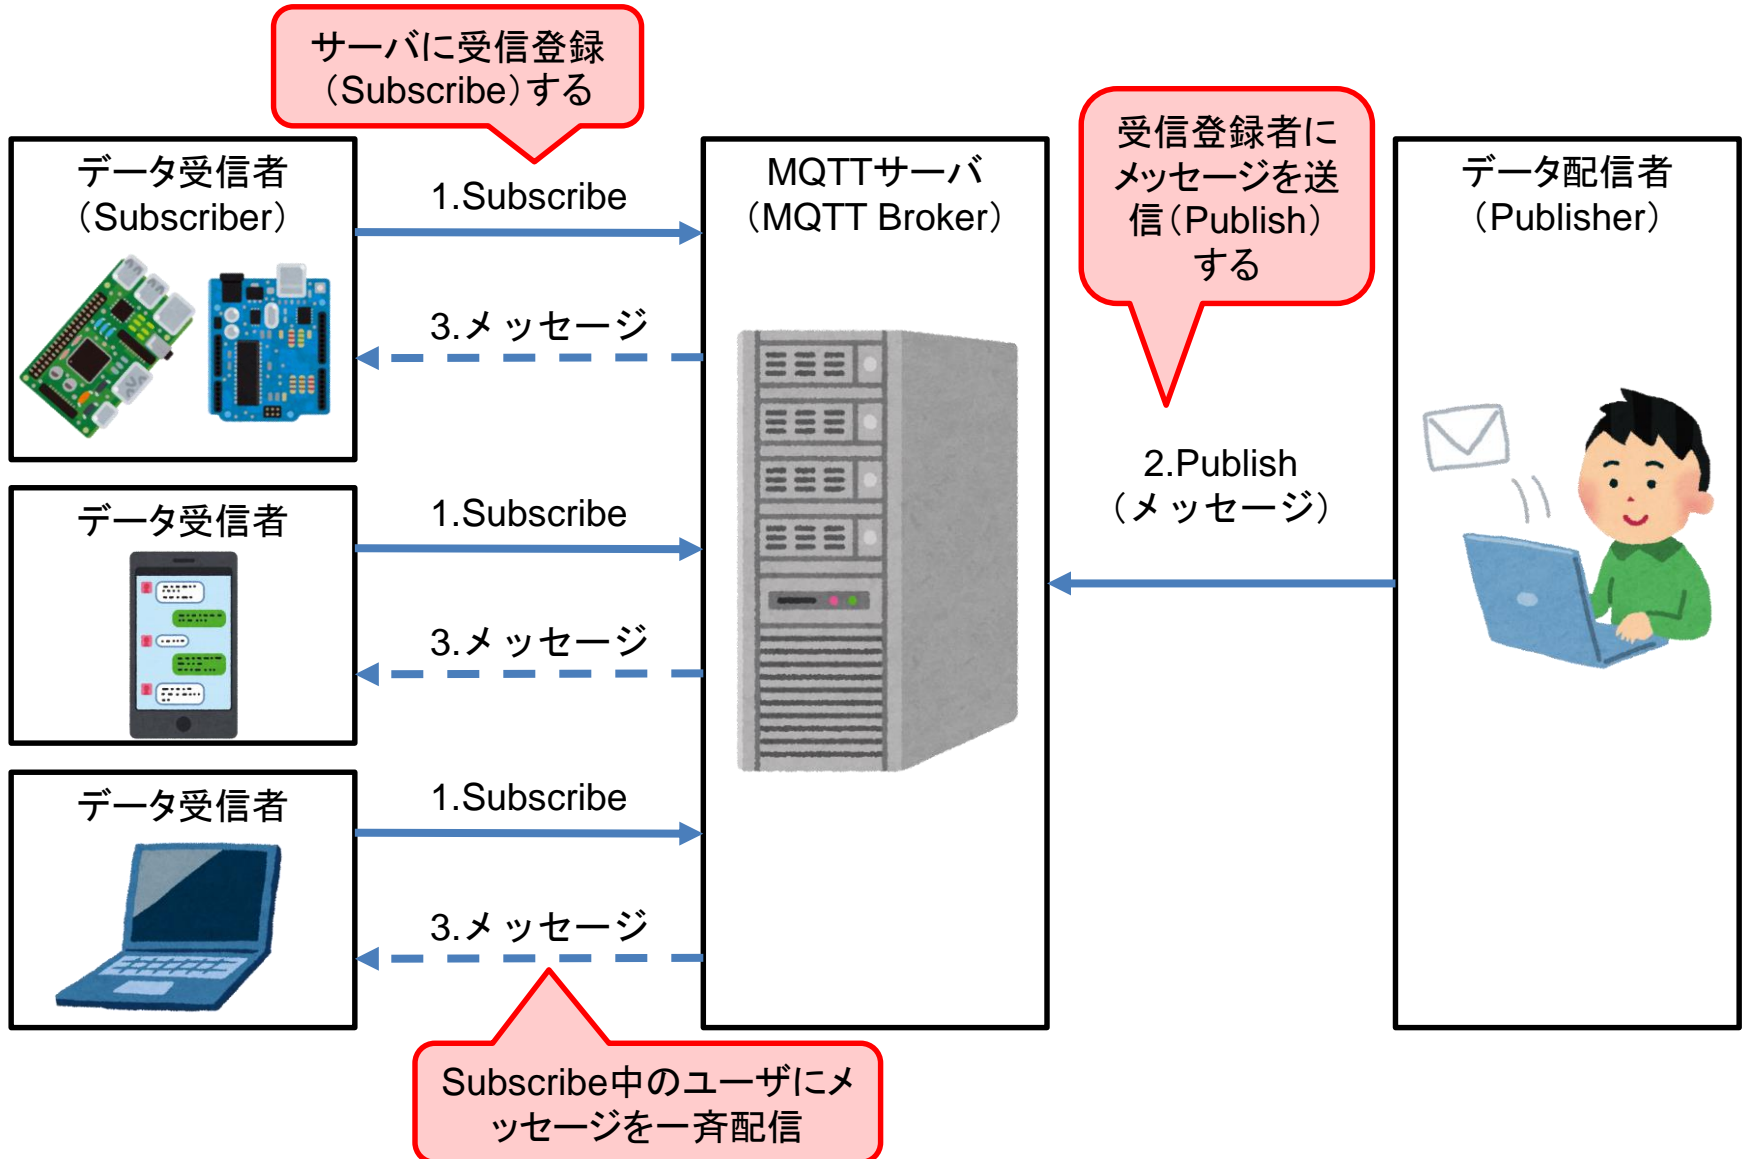 サーバに受信登録
（Subscribe）する
受信登録者に
メッセージを送
信（Publish）
する
データ受信者
（Subscriber）
1.Subscribe
3.メッセージ
MQTTサーバ
（MQTT Broker）
データ配信者
（Publisher）
2.Publish
（メッセージ）
データ受信者
1.Subscribe
3.メッセージ
データ受信者
1.Subscribe
3.メッセージ
Subscribe中のユーザにメ
ッセージを一斉配信